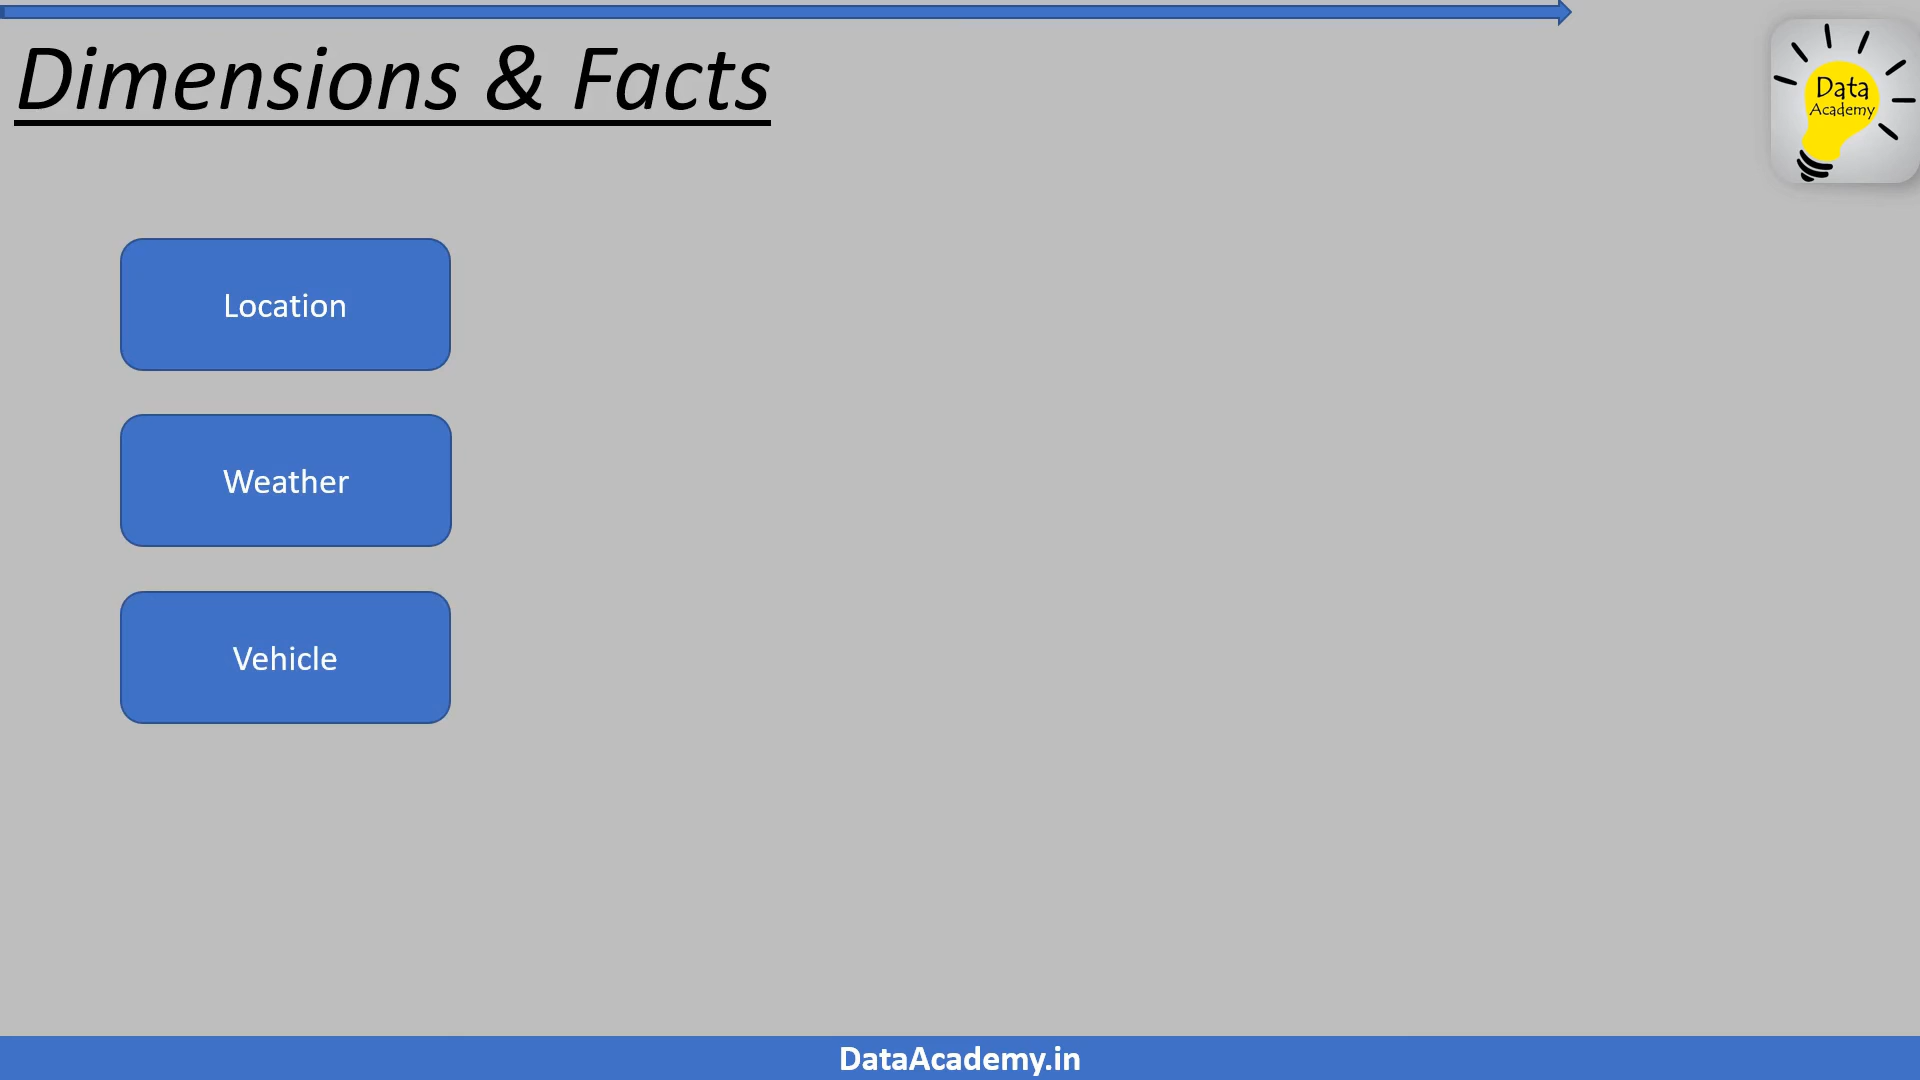 Dimensions & Facts
Data
Academy
Location
Weather
Vehicle
DataAcademy.in